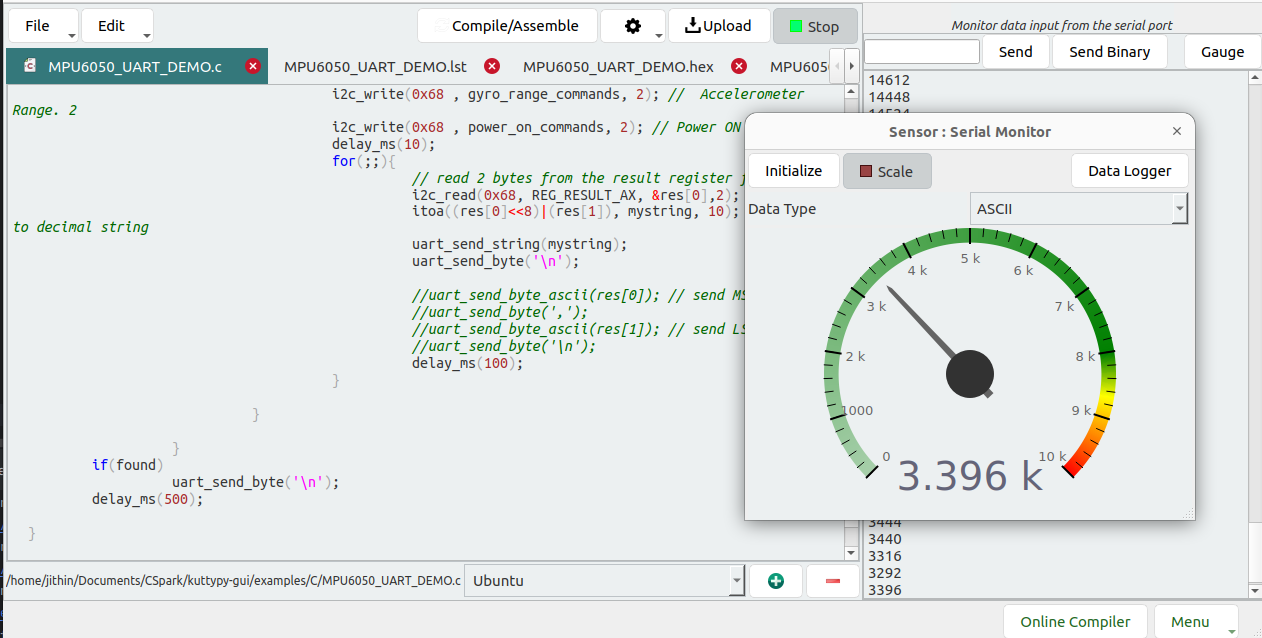 File
Edit
Compile/Assemble
Upload
Stop
Monitor data input from the serial port
Send
Send Binary
Gauge
MPU6050_UART_DEMO.c
MPU6050_UART_DEMO.lst
MPU6050_UART_DEMO.hex
MPU605
i2c_write(0x68 , gyro_range_commands, 2); // Accelerometer
Range. 2
i2c_write(0x68 , power_on_commands, 2); // Power ON
delay_ms(10);
for(;;){
// read 2 bytes from the result register
i2c_read(0x68, REG_RESULT_AX, &res[0],2);
itoa((res[0]<<8)|(res[1]), mystring, 10);
to decimal string
uart_send_string(mystring);
uart_send_byte('\n');
//uart_send_byte_ascii(res[0]); // send MS
//uart_send_byte(',');
//uart_send_byte_ascii(res[1]); // send LS
//uart_send_byte('\n');
delay_ms(100);
}
}
}
if(found)
uart_send_byte('\n');
delay_ms(500);
}
14612
14448
Sensor : Serial Monitor
Initialize
Scale
Data Logger
Data Type
ASCII
0
1000
2 k
3 k
4 k
5 k
6 k
7 k
8 k
9 k
10 k
3.396 k
3444
3440
3316
3292
3396
/home/jithin/Documents/CSpark/kuttypy-gui/examples/C/MPU6050_UART_DEMO.c
Ubuntu
Online Compiler
Menu